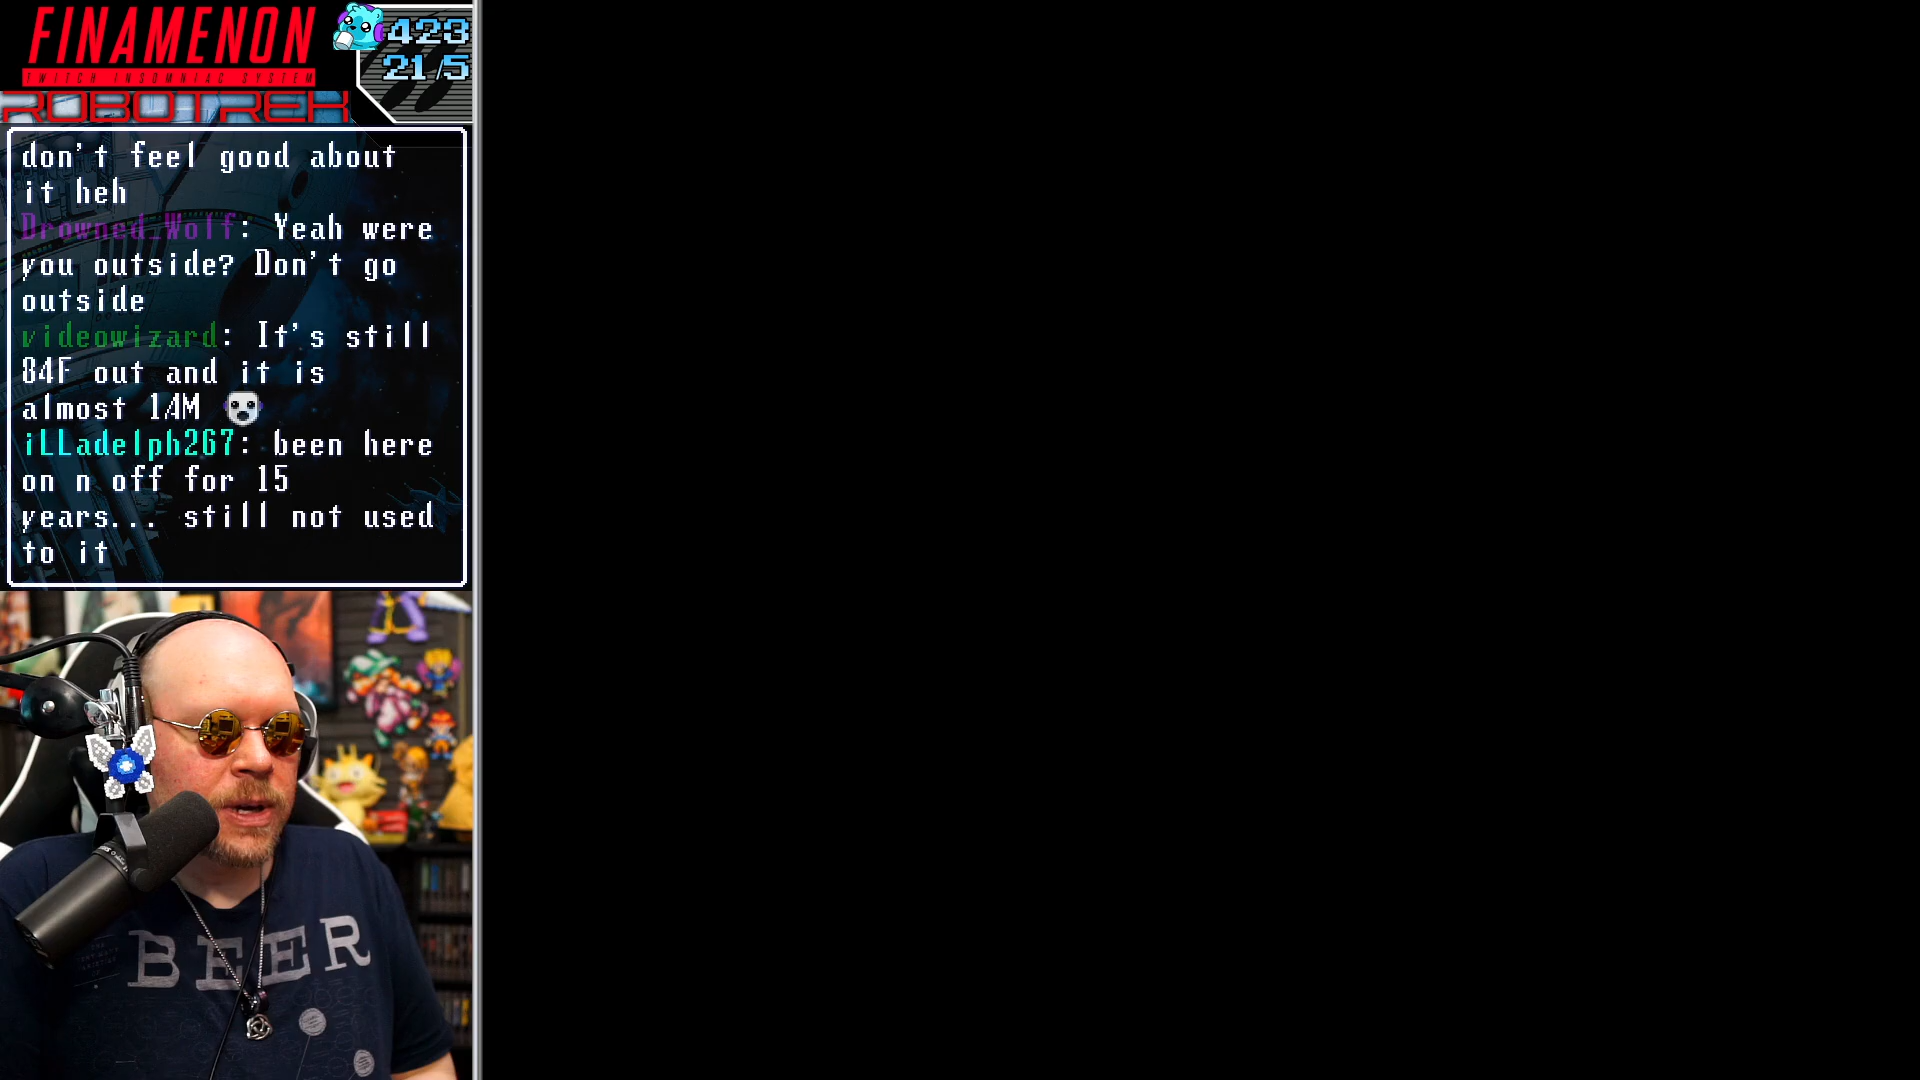 FINAMENON
TWITCH INSOMNIAC SYSTEM
423
21/5
ROBOTREK
don't feel good about
it heh
Drowned_Wolf: Yeah were
you outside? Don't go
outside
videowizard: It's still
84F out and it is
almost 1AM
iLLadelph267: been here
on n off for 15
years... still not used
to it
BEER